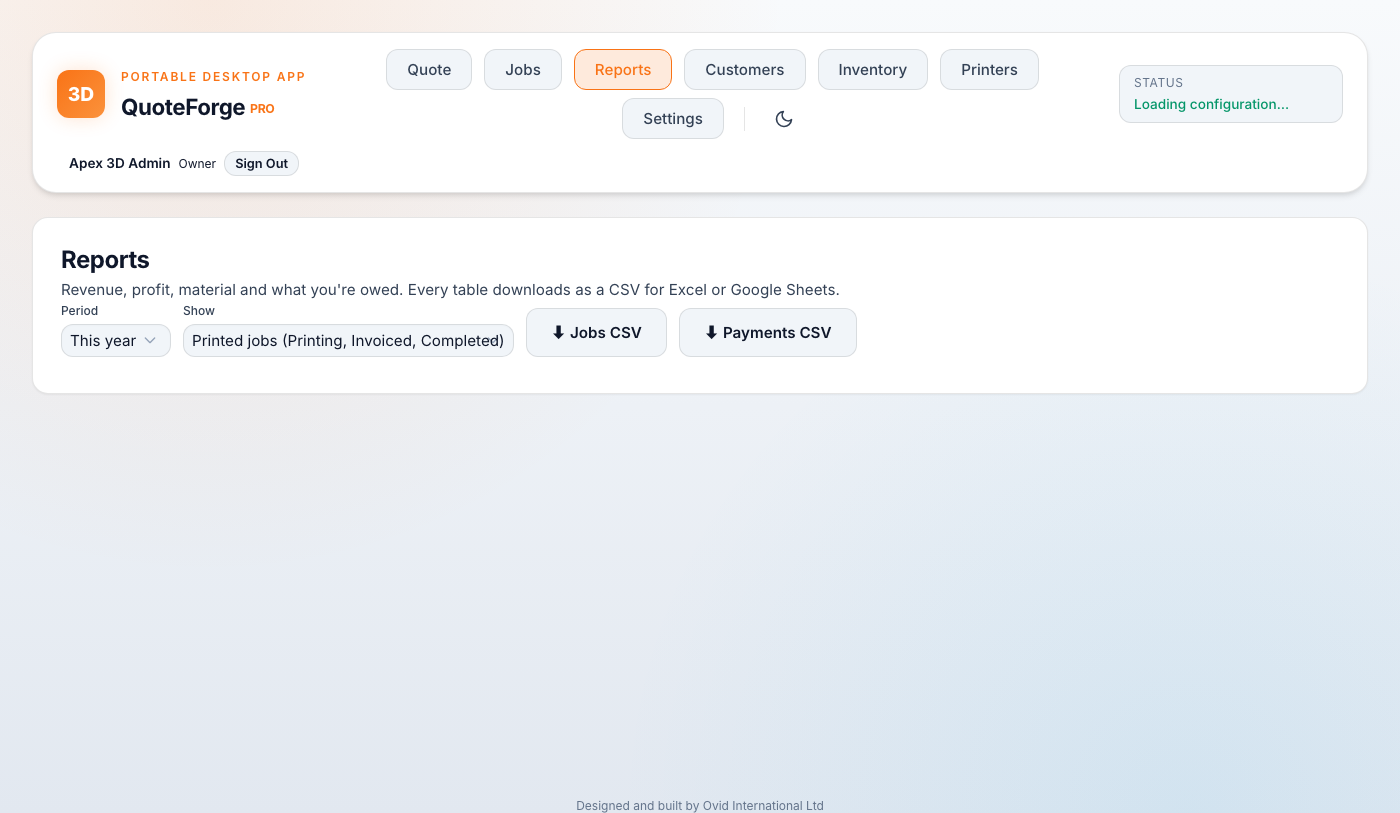 3D
PORTABLE DESKTOP APP
QuoteForge PRO
Quote
Jobs
Reports
Customers
Inventory
Printers
Settings
STATUS
Loading configuration...
Apex 3D Admin Owner Sign Out
Reports
Revenue, profit, material and what you're owed. Every table downloads as a CSV for Excel or Google Sheets.
Period
Show
This year
Printed jobs (Printing, Invoiced, Completed)
⬇ Jobs CSV
⬇ Payments CSV
Designed and built by Ovid International Ltd